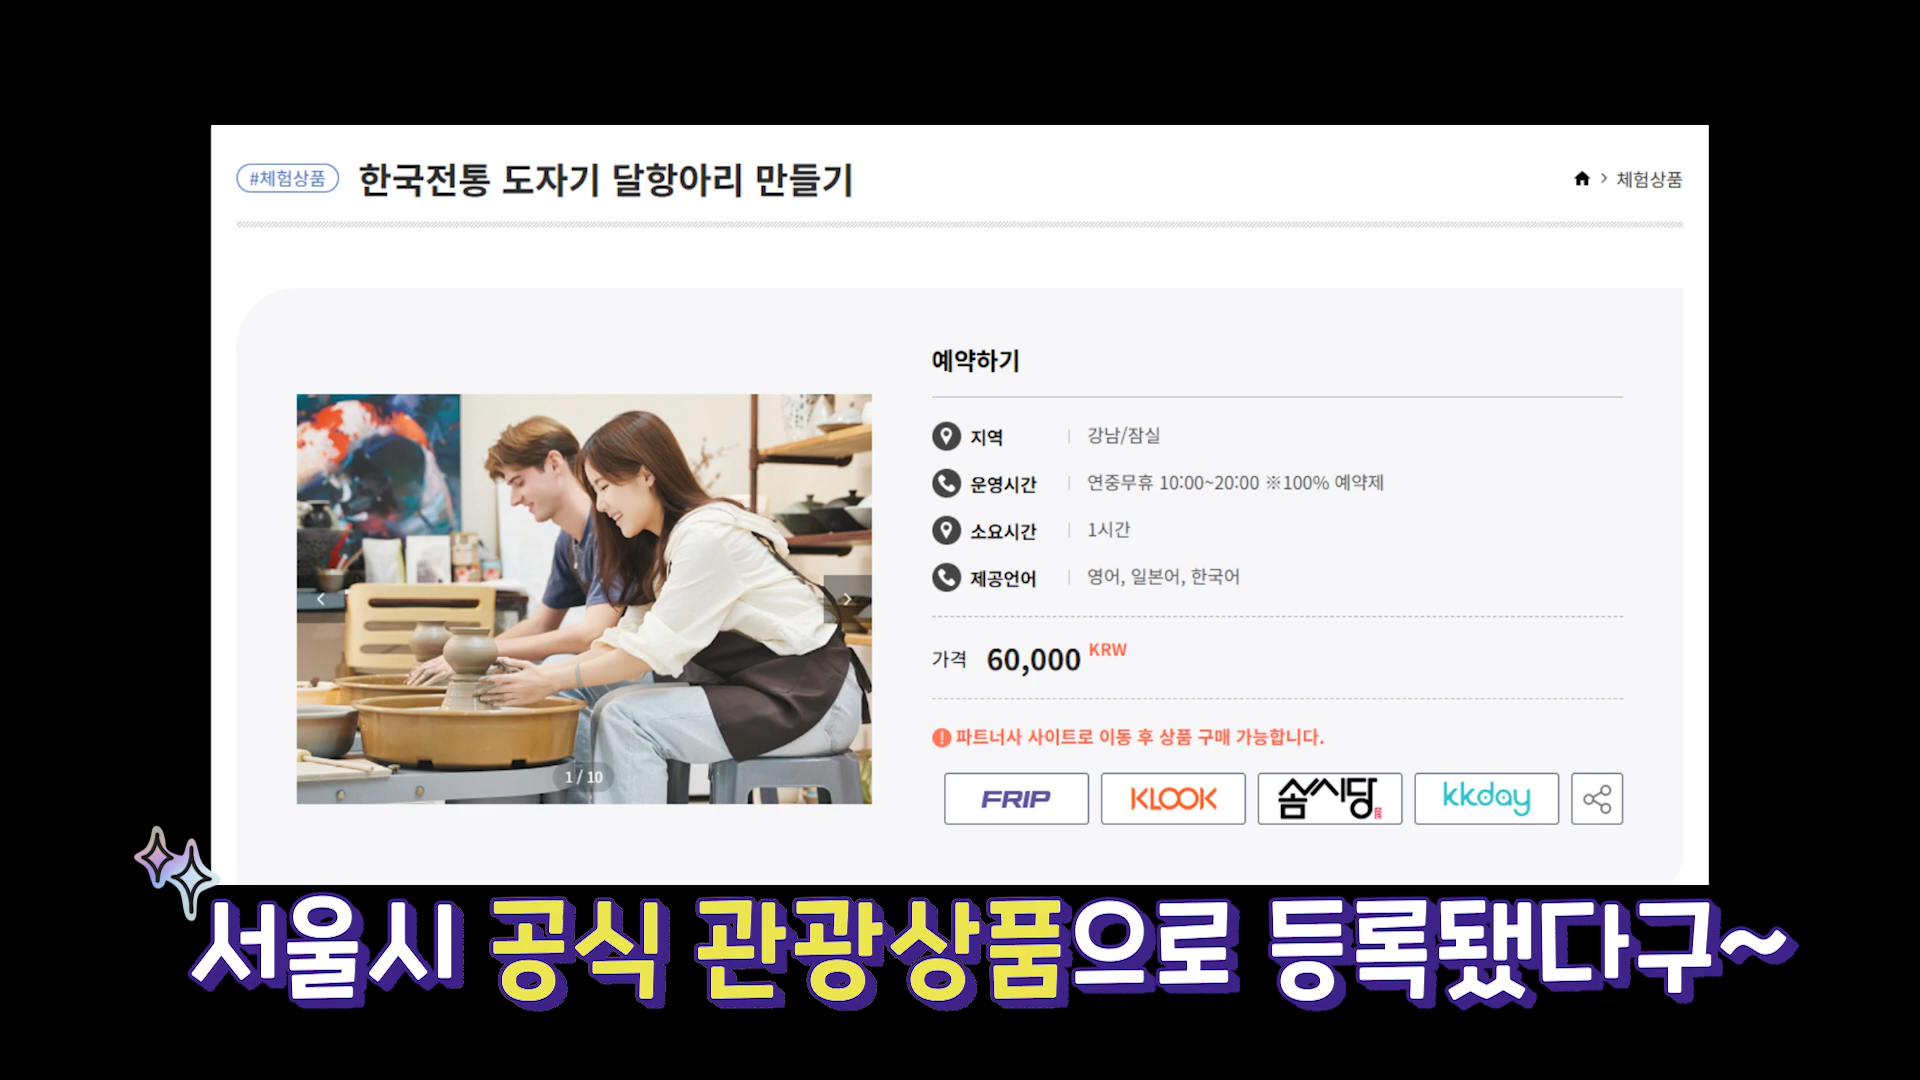 #체험상품 한국전통 도자기 달항아리 만들기
> 체험상품
예약하기
지역 강남/잠실
운영시간 연중무휴 10:00~20:00 ※100% 예약제
소요시간 1시간
제공언어 영어, 일본어, 한국어
가격 60,000 KRW
파트너사 사이트로 이동 후 상품 구매 가능합니다.
FRIP KLOOK 솜씨당 kkday
1 / 10
서울시 공식 관광상품으로 등록됐다구~